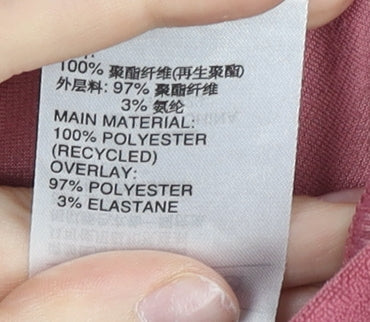 100% 聚酯纤维(再生聚酯)
外层料: 97% 聚酯纤维
3% 氨纶
MAIN MATERIAL:
100% POLYESTER
(RECYCLED)
OVERLAY:
97% POLYESTER
3% ELASTANE